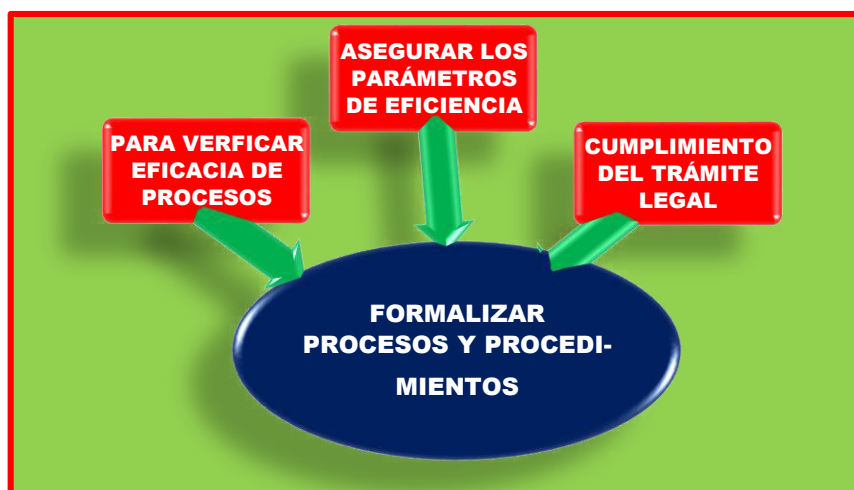 ASEGURAR LOS
PARÁMETROS
DE EFICIENCIA
PARA VERFICAR
EFICACIA DE
PROCESOS
CUMPLIMIENTO
DEL TRÁMITE
LEGAL
FORMALIZAR
PROCESOS Y PROCEDI-
MIENTOS